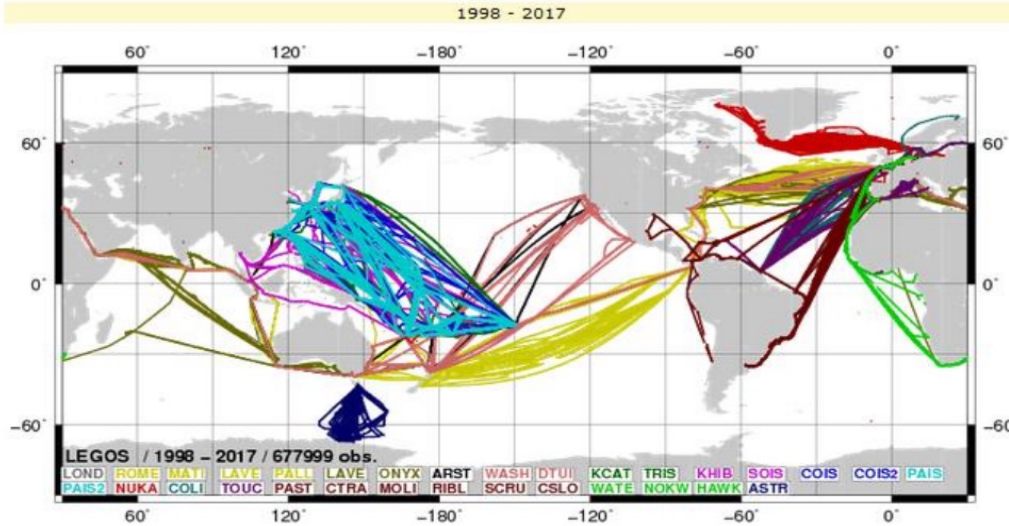 1998 - 2017
60° 120° -180° -120° -60° 0°
60° 60°
0° 0°
-60° -60
LEGOS / 1998 - 2017 / 677999 obs.
LOND ROME MATI LAVE PALL LAVE ONYX ARST WASH DTUI KCAT TRIS KHIB SOIS COIS COIS2 PAIS
PAIS2 NUKA COLI TOUC PAST CTRA MOLI RIBL SCRU CSLO WATE NOKW HAWK ASTR
60° 120° -180° -120° -60° 0°